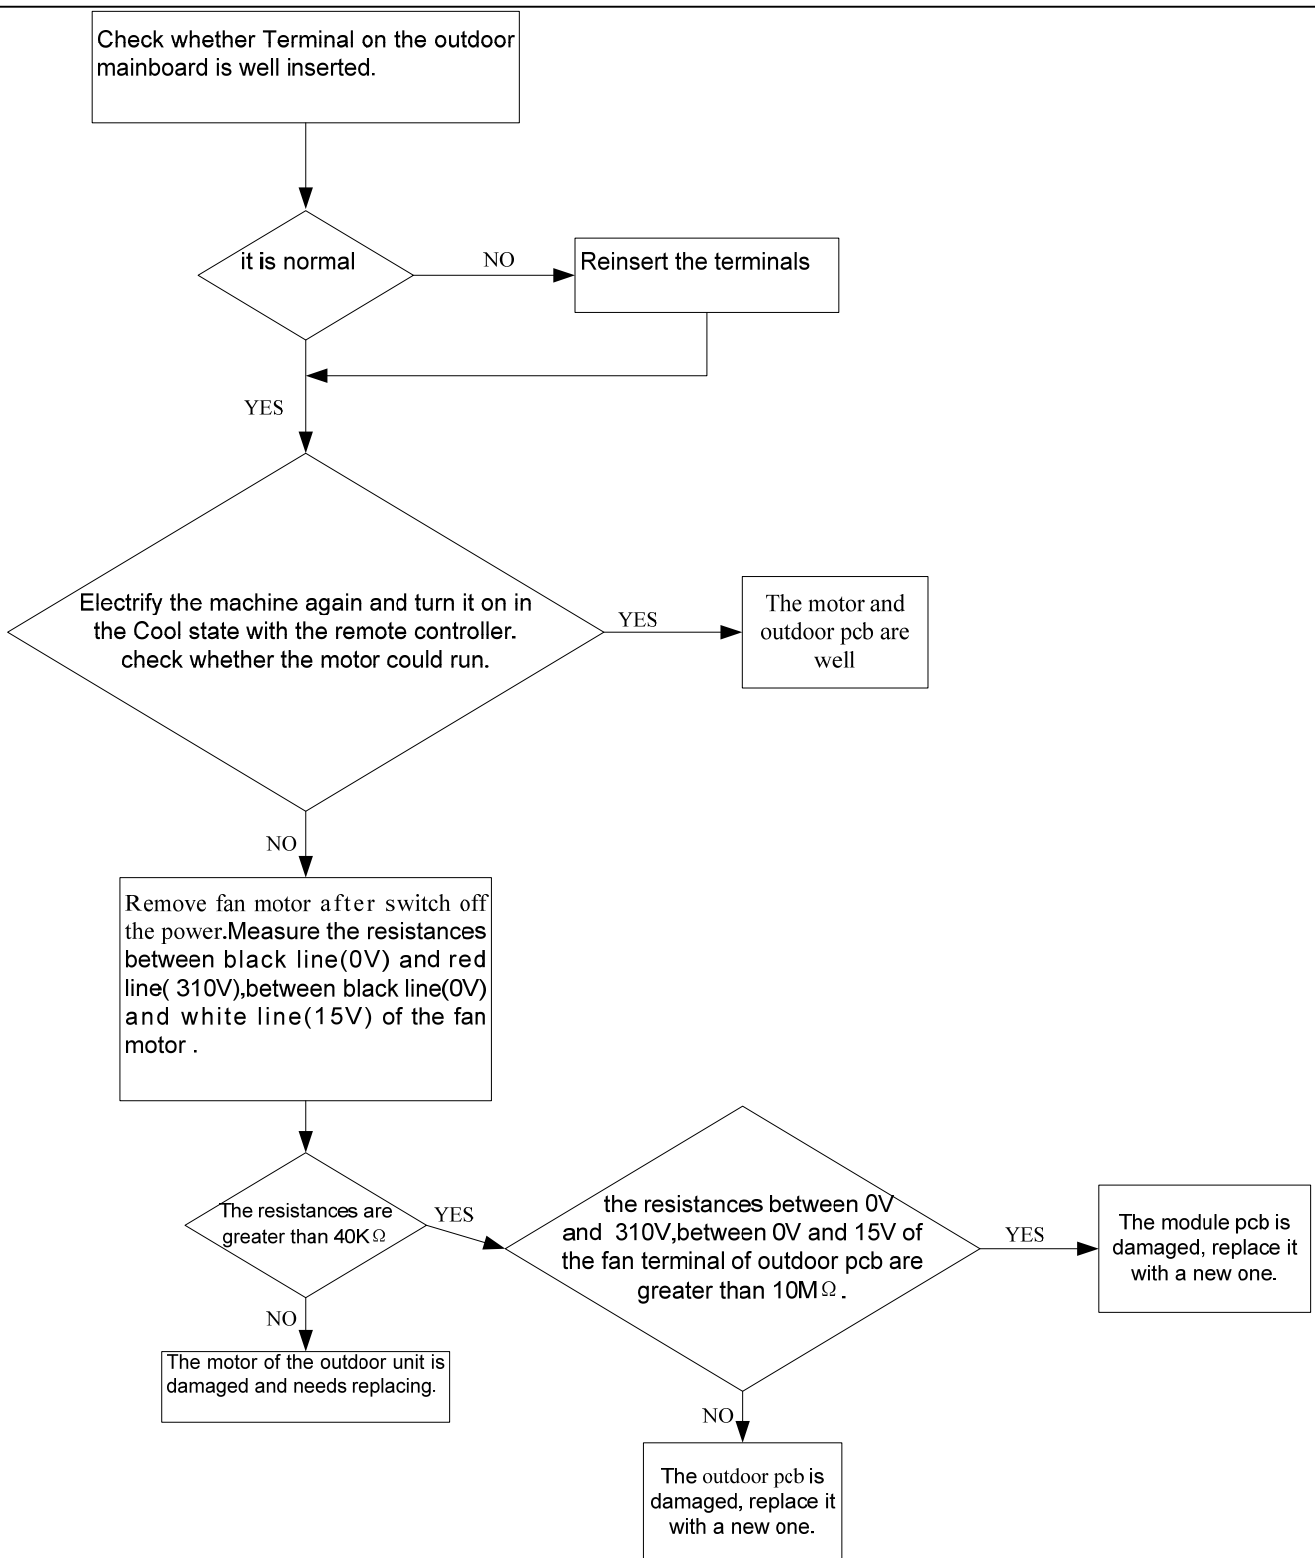 Check whether Terminal on the outdoor
mainboard is well inserted.
it is normal
NO
Reinsert the terminals
YES
Electrify the machine again and turn it on in
the Cool state with the remote controller.
check whether the motor could run.
YES
The motor and
outdoor pcb are
well
NO
Remove fan motor after switch off
the power.Measure the resistances
between black line(0V) and red
line( 310V),between black line(0V)
and white line(15V) of the fan
motor .
The resistances are
greater than 40KΩ
YES
the resistances between 0V
and 310V,between 0V and 15V of
the fan terminal of outdoor pcb are
greater than 10MΩ.
YES
The module pcb is
damaged, replace it
with a new one.
NO
The motor of the outdoor unit is
damaged and needs replacing.
NO
The outdoor pcb is
damaged, replace it
with a new one.